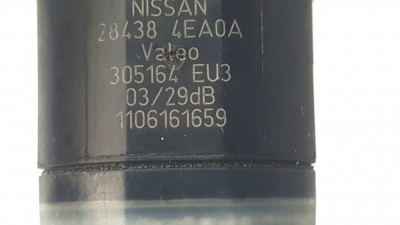 NISSAN
28438 4EA0A
Valeo
305164 EU3
03/29dB
1106161659